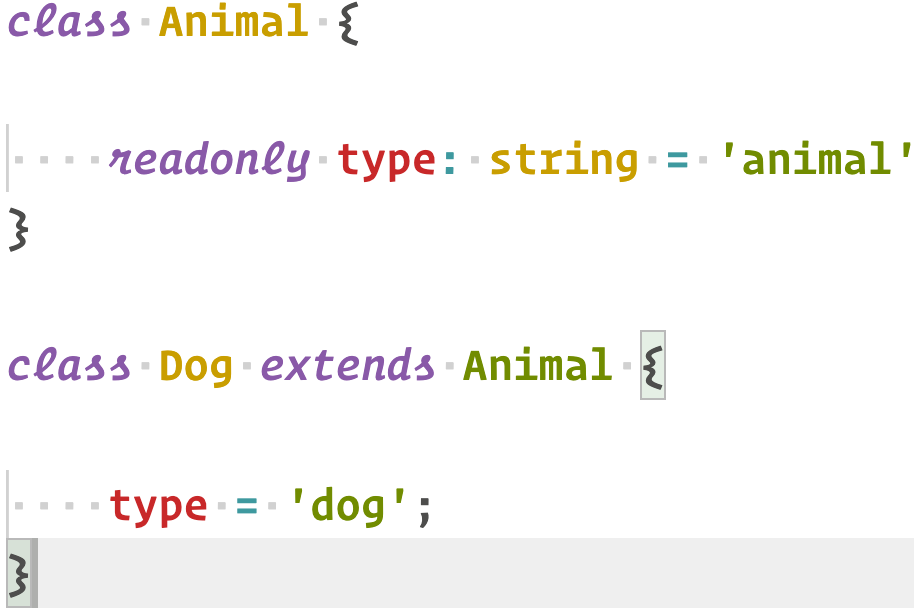 class Animal {
    readonly type: string = 'animal'
}
class Dog extends Animal {
    type = 'dog';
}